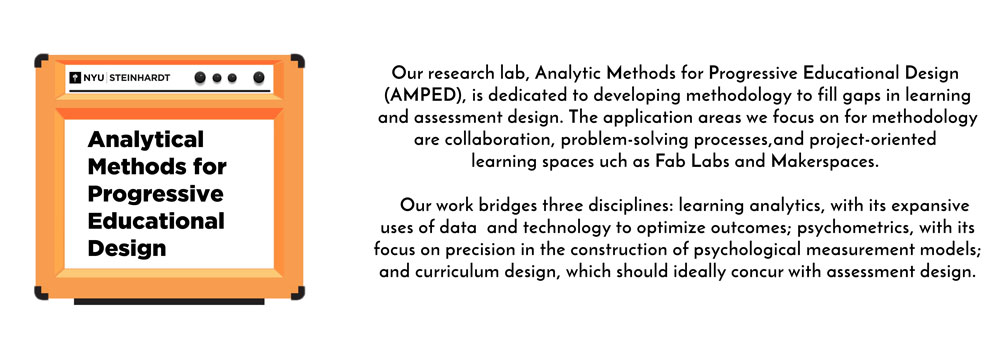 NYU STEINHARDT
Analytical
Methods for
Progressive
Educational
Design
Our research lab, Analytic Methods for Progressive Educational Design
(AMPED), is dedicated to developing methodology to fill gaps in learning
and assessment design. The application areas we focus on for methodology
are collaboration, problem-solving processes,and project-oriented
learning spaces uch as Fab Labs and Makerspaces.
Our work bridges three disciplines: learning analytics, with its expansive
uses of data and technology to optimize outcomes; psychometrics, with its
focus on precision in the construction of psychological measurement models;
and curriculum design, which should ideally concur with assessment design.